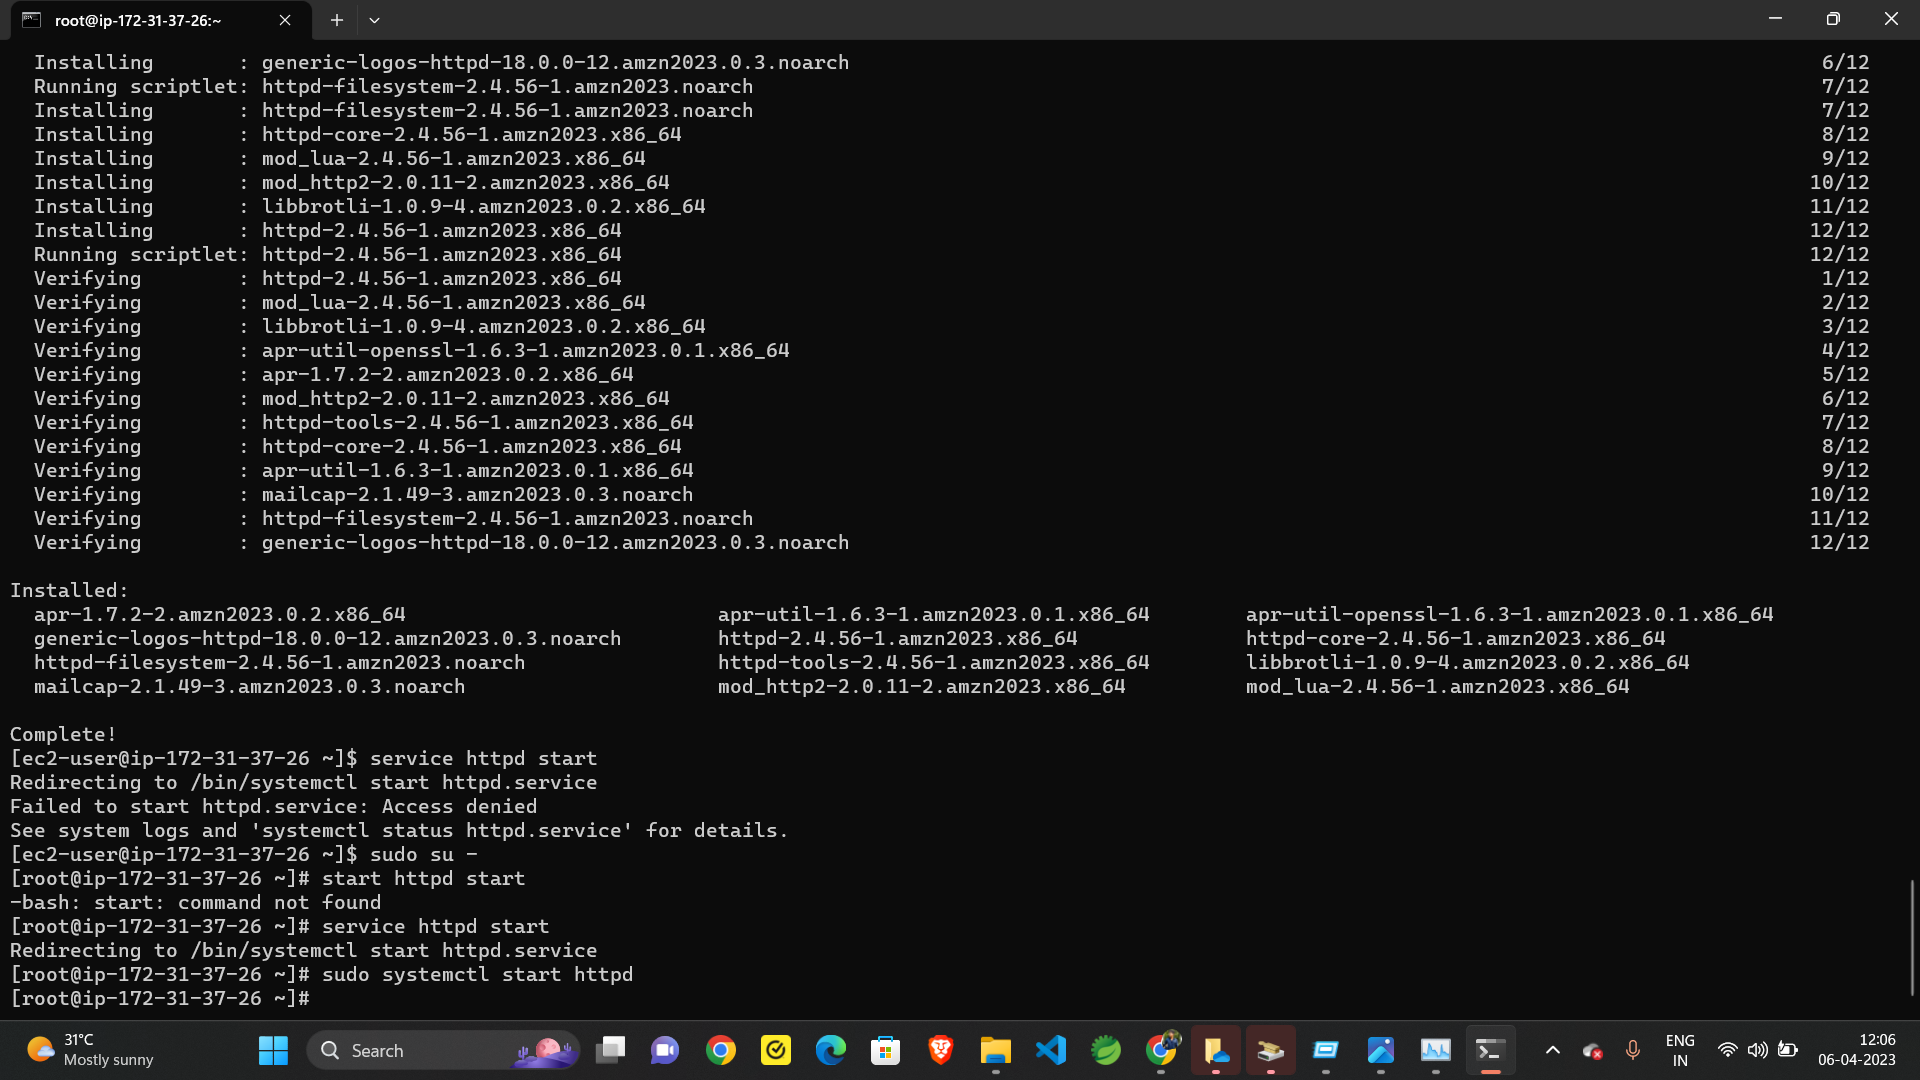 root@ip-172-31-37-26:~
Installing : generic-logos-httpd-18.0.0-12.amzn2023.0.3.noarch 6/12
Running scriptlet: httpd-filesystem-2.4.56-1.amzn2023.noarch 7/12
Installing : httpd-filesystem-2.4.56-1.amzn2023.noarch 7/12
Installing : httpd-core-2.4.56-1.amzn2023.x86_64 8/12
Installing : mod_lua-2.4.56-1.amzn2023.x86_64 9/12
Installing : mod_http2-2.0.11-2.amzn2023.x86_64 10/12
Installing : libbrotli-1.0.9-4.amzn2023.0.2.x86_64 11/12
Installing : httpd-2.4.56-1.amzn2023.x86_64 12/12
Running scriptlet: httpd-2.4.56-1.amzn2023.x86_64 12/12
Verifying : httpd-2.4.56-1.amzn2023.x86_64 1/12
Verifying : mod_lua-2.4.56-1.amzn2023.x86_64 2/12
Verifying : libbrotli-1.0.9-4.amzn2023.0.2.x86_64 3/12
Verifying : apr-util-openssl-1.6.3-1.amzn2023.0.1.x86_64 4/12
Verifying : apr-1.7.2-2.amzn2023.0.2.x86_64 5/12
Verifying : mod_http2-2.0.11-2.amzn2023.x86_64 6/12
Verifying : httpd-tools-2.4.56-1.amzn2023.x86_64 7/12
Verifying : httpd-core-2.4.56-1.amzn2023.x86_64 8/12
Verifying : apr-util-1.6.3-1.amzn2023.0.1.x86_64 9/12
Verifying : mailcap-2.1.49-3.amzn2023.0.3.noarch 10/12
Verifying : httpd-filesystem-2.4.56-1.amzn2023.noarch 11/12
Verifying : generic-logos-httpd-18.0.0-12.amzn2023.0.3.noarch 12/12
Installed:
apr-1.7.2-2.amzn2023.0.2.x86_64 apr-util-1.6.3-1.amzn2023.0.1.x86_64 apr-util-openssl-1.6.3-1.amzn2023.0.1.x86_64
generic-logos-httpd-18.0.0-12.amzn2023.0.3.noarch httpd-2.4.56-1.amzn2023.x86_64 httpd-core-2.4.56-1.amzn2023.x86_64
httpd-filesystem-2.4.56-1.amzn2023.noarch httpd-tools-2.4.56-1.amzn2023.x86_64 libbrotli-1.0.9-4.amzn2023.0.2.x86_64
mailcap-2.1.49-3.amzn2023.0.3.noarch mod_http2-2.0.11-2.amzn2023.x86_64 mod_lua-2.4.56-1.amzn2023.x86_64
Complete!
[ec2-user@ip-172-31-37-26 ~]$ service httpd start
Redirecting to /bin/systemctl start httpd.service
Failed to start httpd.service: Access denied
See system logs and 'systemctl status httpd.service' for details.
[ec2-user@ip-172-31-37-26 ~]$ sudo su -
[root@ip-172-31-37-26 ~]# start httpd start
-bash: start: command not found
[root@ip-172-31-37-26 ~]# service httpd start
Redirecting to /bin/systemctl start httpd.service
[root@ip-172-31-37-26 ~]# sudo systemctl start httpd
[root@ip-172-31-37-26 ~]#
31°C
Mostly sunny
Search
ENG
IN
12:06
06-04-2023